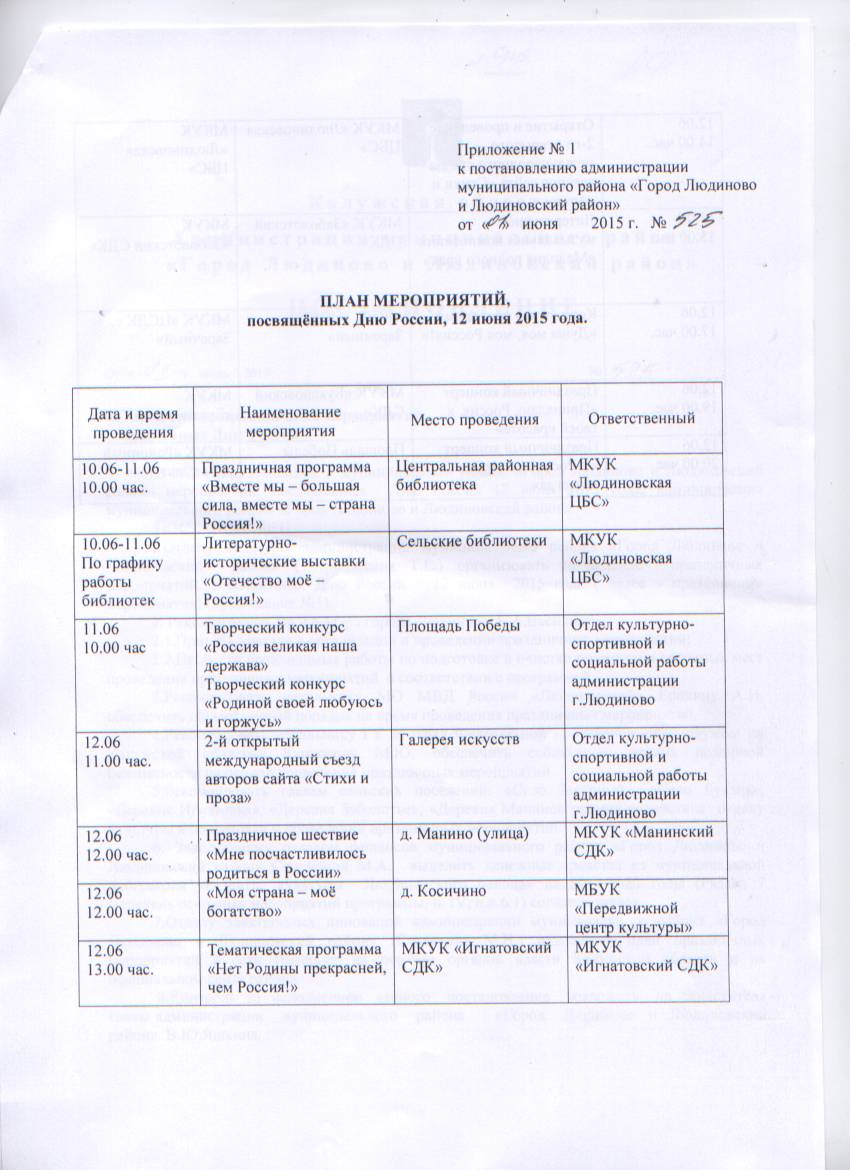 Приложение № 1
к постановлению администрации
муниципального района «Город Людиново
и Людиновский район»
от « » июня 2015 г. № 525
ПЛАН МЕРОПРИЯТИЙ,
посвящённых Дню России, 12 июня 2015 года.
Дата и время
проведения
Наименование
мероприятия
Место проведения
Ответственный
10.06-11.06
10.00 час.
Праздничная программа
«Вместе мы – большая
сила, вместе мы – страна
Россия!»
Центральная районная
библиотека
МКУК
«Людиновская
ЦБС»
10.06-11.06
По графику
работы
библиотек
Литературно-
исторические выставки
«Отечество моё –
Россия!»
Сельские библиотеки
МКУК
«Людиновская
ЦБС»
11.06
10.00 час
Творческий конкурс
«Россия великая наша
держава»
Творческий конкурс
«Родиной своей любуюсь
и горжусь»
Площадь Победы
Отдел культурно-
спортивной и
социальной работы
администрации
г.Людиново
12.06
11.00 час.
2-й открытый
международный съезд
авторов сайта «Стихи и
проза»
Галерея искусств
Отдел культурно-
спортивной и
социальной работы
администрации
г.Людиново
12.06
12.00 час.
Праздничное шествие
«Мне посчастливилось
родиться в России»
д. Манино (улица)
МКУК «Манинский
СДК»
12.06
12.00 час.
«Моя страна – моё
богатство»
д. Косичино
МБУК
«Передвижной
центр культуры»
12.06
13.00 час.
Тематическая программа
«Нет Родины прекрасней,
чем Россия!»
МКУК «Игнатовский
СДК»
МКУК
«Игнатовский СДК»